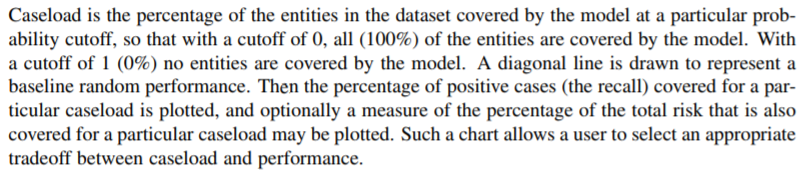 Caseload is the percentage of the entities in the dataset covered by the model at a particular prob-
ability cutoff, so that with a cutoff of 0, all (100%) of the entities are covered by the model. With
a cutoff of 1 (0%) no entities are covered by the model. A diagonal line is drawn to represent a
baseline random performance. Then the percentage of positive cases (the recall) covered for a par-
ticular caseload is plotted, and optionally a measure of the percentage of the total risk that is also
covered for a particular caseload may be plotted. Such a chart allows a user to select an appropriate
tradeoff between caseload and performance.